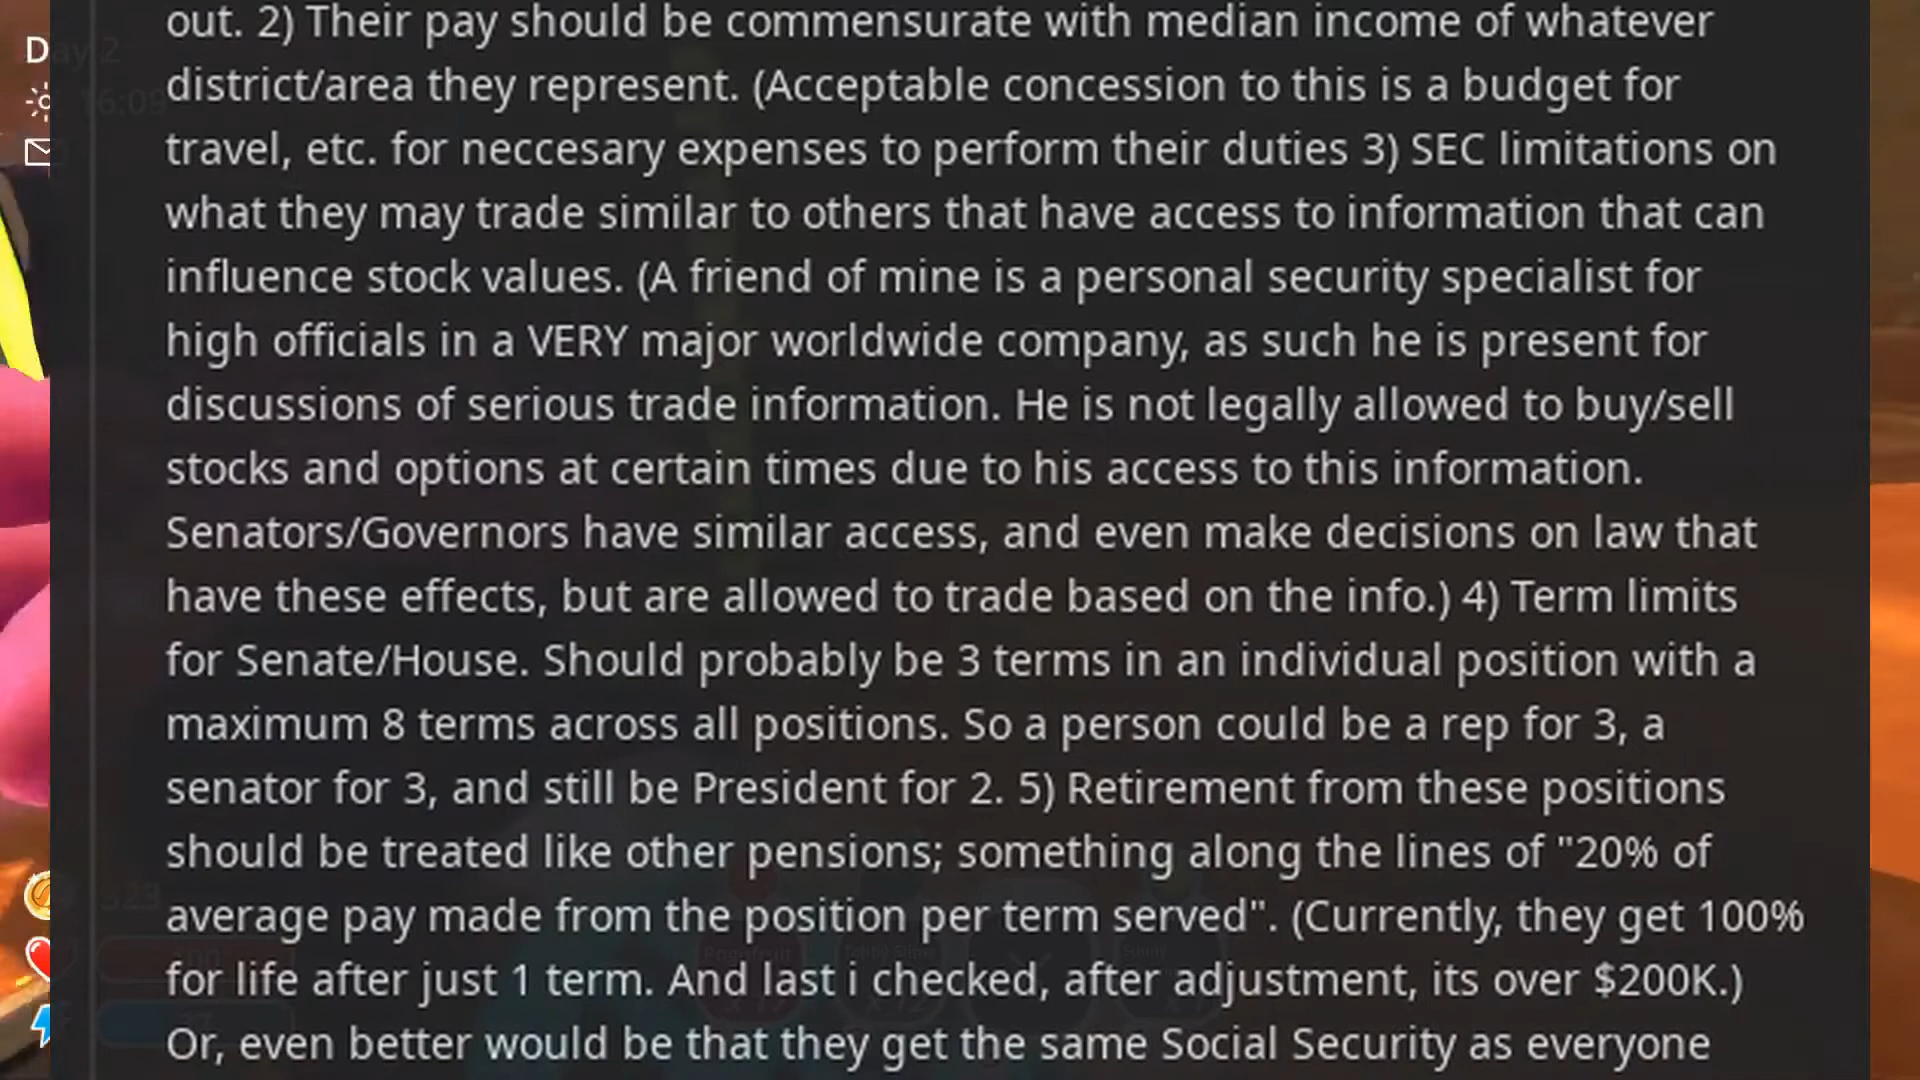 out. 2) Their pay should be commensurate with median income of whatever
Day 2
district/area they represent. (Acceptable concession to this is a budget for
16:09
travel, etc. for neccesary expenses to perform their duties 3) SEC limitations on
what they may trade similar to others that have access to information that can
influence stock values. (A friend of mine is a personal security specialist for
high officials in a VERY major worldwide company, as such he is present for
discussions of serious trade information. He is not legally allowed to buy/sell
stocks and options at certain times due to his access to this information.
Senators/Governors have similar access, and even make decisions on law that
have these effects, but are allowed to trade based on the info.) 4) Term limits
for Senate/House. Should probably be 3 terms in an individual position with a
maximum 8 terms across all positions. So a person could be a rep for 3, a
senator for 3, and still be President for 2. 5) Retirement from these positions
should be treated like other pensions; something along the lines of "20% of
323
average pay made from the position per term served". (Currently, they get 100%
for life after just 1 term. And last i checked, after adjustment, its over $200K.)
Or, even better would be that they get the same Social Security as everyone